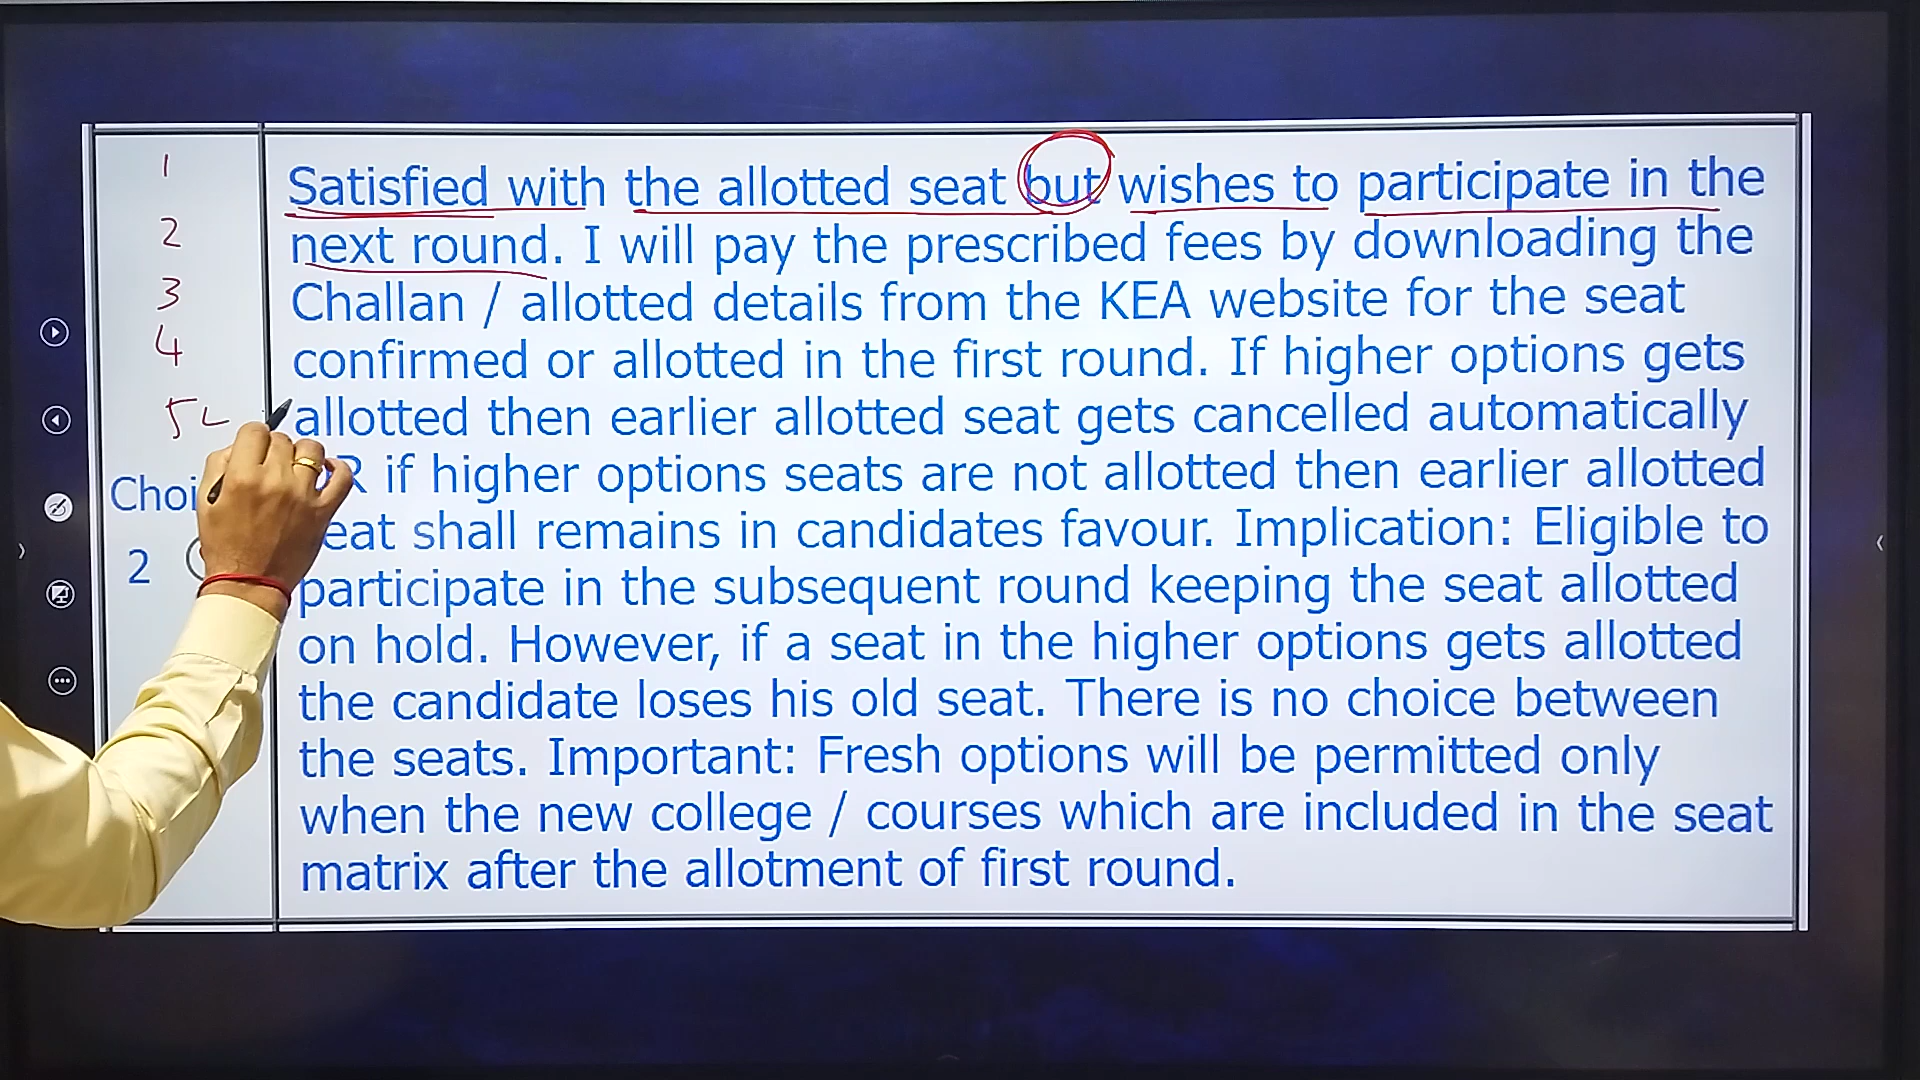 1
2
3
4
5
Satisfied with the allotted seat but wishes to participate in the
next round. I will pay the prescribed fees by downloading the
Challan / allotted details from the KEA website for the seat
confirmed or allotted in the first round. If higher options gets
allotted then earlier allotted seat gets cancelled automatically
R if higher options seats are not allotted then earlier allotted
eat shall remains in candidates favour. Implication: Eligible to
participate in the subsequent round keeping the seat allotted
on hold. However, if a seat in the higher options gets allotted
the candidate loses his old seat. There is no choice between
the seats. Important: Fresh options will be permitted only
when the new college / courses which are included in the seat
matrix after the allotment of first round.
Choi
2